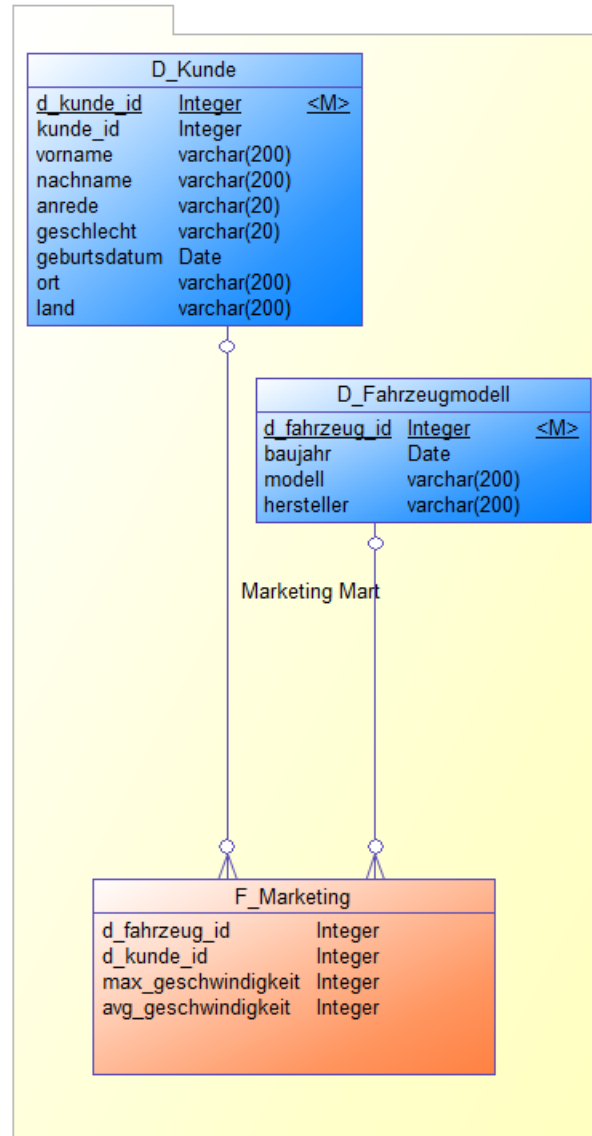 D_Kunde
d_kunde_id Integer <M>
kunde_id Integer
vorname varchar(200)
nachname varchar(200)
anrede varchar(20)
geschlecht varchar(20)
geburtsdatum Date
ort varchar(200)
land varchar(200)
D_Fahrzeugmodell
d_fahrzeug_id Integer <M>
baujahr Date
modell varchar(200)
hersteller varchar(200)
Marketing Mart
F_Marketing
d_fahrzeug_id Integer
d_kunde_id Integer
max_geschwindigkeit Integer
avg_geschwindigkeit Integer